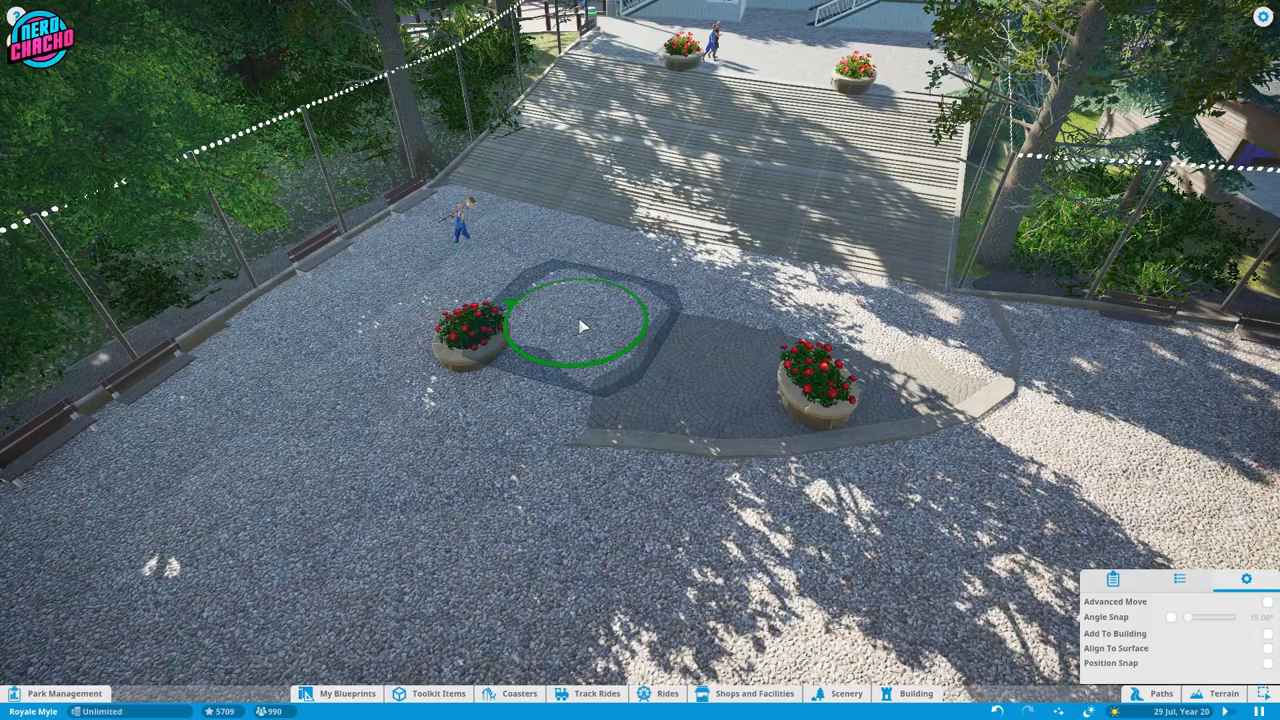 ?
NERD
CHACHO
Advanced Move
Angle Snap 15.00°
Add To Building
Align To Surface
Position Snap
Park Management My Blueprints Toolkit Items Coasters Track Rides Rides Shops and Facilities Scenery Building Paths Terrain
Royale Myle Unlimited 5709 990 29 Jul, Year 20